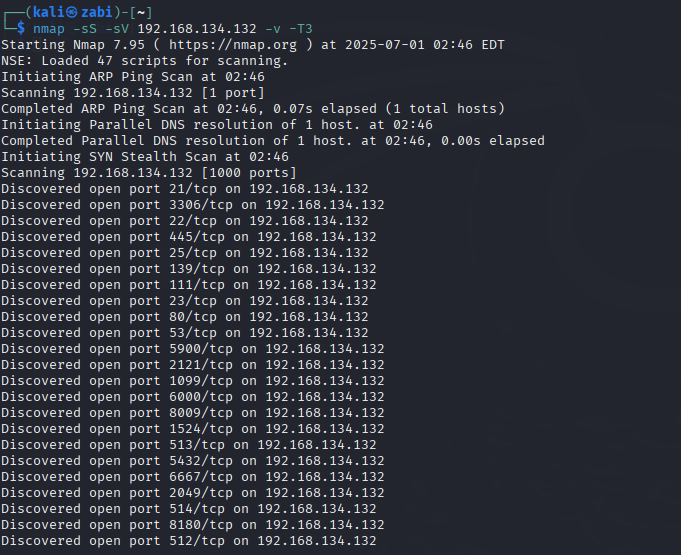 ┌──(kali㉿zabi)-[~]
└─$ nmap -sS -sV 192.168.134.132 -v -T3
Starting Nmap 7.95 ( https://nmap.org ) at 2025-07-01 02:46 EDT
NSE: Loaded 47 scripts for scanning.
Initiating ARP Ping Scan at 02:46
Scanning 192.168.134.132 [1 port]
Completed ARP Ping Scan at 02:46, 0.07s elapsed (1 total hosts)
Initiating Parallel DNS resolution of 1 host. at 02:46
Completed Parallel DNS resolution of 1 host. at 02:46, 0.00s elapsed
Initiating SYN Stealth Scan at 02:46
Scanning 192.168.134.132 [1000 ports]
Discovered open port 21/tcp on 192.168.134.132
Discovered open port 3306/tcp on 192.168.134.132
Discovered open port 22/tcp on 192.168.134.132
Discovered open port 445/tcp on 192.168.134.132
Discovered open port 25/tcp on 192.168.134.132
Discovered open port 139/tcp on 192.168.134.132
Discovered open port 111/tcp on 192.168.134.132
Discovered open port 23/tcp on 192.168.134.132
Discovered open port 80/tcp on 192.168.134.132
Discovered open port 53/tcp on 192.168.134.132
Discovered open port 5900/tcp on 192.168.134.132
Discovered open port 2121/tcp on 192.168.134.132
Discovered open port 1099/tcp on 192.168.134.132
Discovered open port 6000/tcp on 192.168.134.132
Discovered open port 8009/tcp on 192.168.134.132
Discovered open port 1524/tcp on 192.168.134.132
Discovered open port 513/tcp on 192.168.134.132
Discovered open port 5432/tcp on 192.168.134.132
Discovered open port 6667/tcp on 192.168.134.132
Discovered open port 2049/tcp on 192.168.134.132
Discovered open port 514/tcp on 192.168.134.132
Discovered open port 8180/tcp on 192.168.134.132
Discovered open port 512/tcp on 192.168.134.132